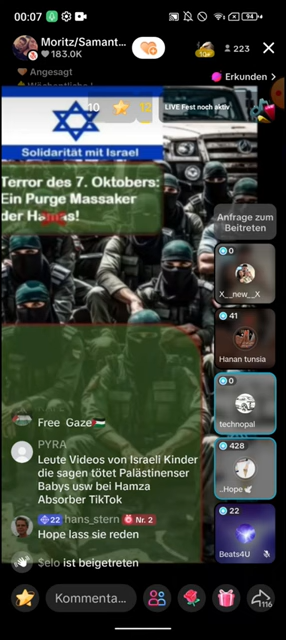 00:07
94
Moritz/Samant...
183.0K
223
Angesagt
Erkunden >
10
12
LIVE Fest noch aktiv
Solidarität mit Israel
Terror des 7. Oktobers:
Ein Purge Massaker
der Hamas!
Anfrage zum
Beitreten
0
X__new__X
41
Hanan tunsia
0
technopal
428
..Hope
22
Beats4U
Free Gaze
PYRA
Leute Videos von Israeli Kinder
die sagen tötet Palästinenser
Babys usw bei Hamza
Absorber TikTok
22 hans_stern Nr. 2
Hope lass sie reden
$elo ist beigetreten
Kommenta...
116